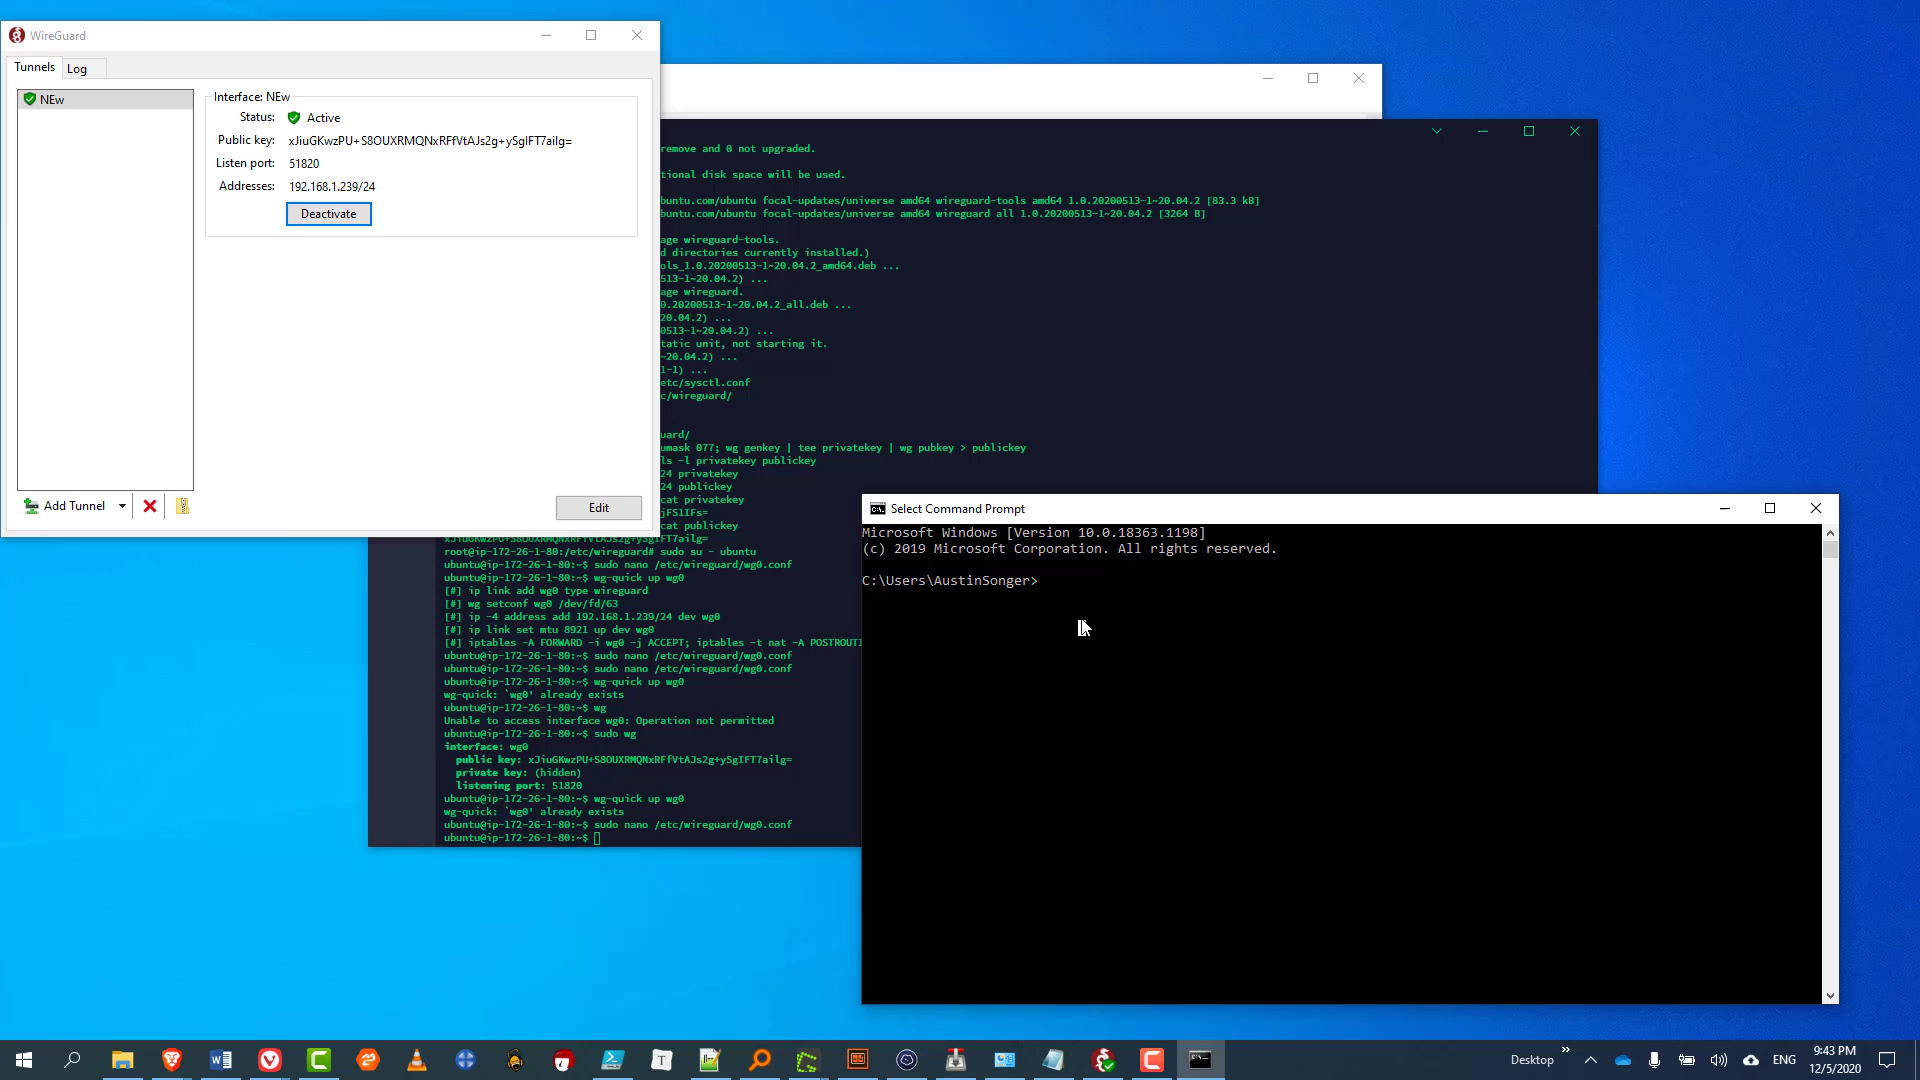 WireGuard
Tunnels
Log
NEw
Interface: NEw
Status: Active
Public key: xJiuGKwzPU+S8OUXRMQNxRFfVtAJs2g+ySgIFT7ailg=
Listen port: 51820
Addresses: 192.168.1.239/24
Deactivate
Add Tunnel
Edit
remove and 0 not upgraded.
tional disk space will be used.
buntu.com/ubuntu focal-updates/universe amd64 wireguard-tools amd64 1.0.20200513-1~20.04.2 [83.3 kB]
buntu.com/ubuntu focal-updates/universe amd64 wireguard all 1.0.20200513-1~20.04.2 [3264 B]
age wireguard-tools.
d directories currently installed.)
ols_1.0.20200513-1~20.04.2_amd64.deb ...
513-1~20.04.2) ...
age wireguard.
0.20200513-1~20.04.2_all.deb ...
20.04.2) ...
0513-1~20.04.2) ...
tatic unit, not starting it.
~20.04.2) ...
1-1) ...
etc/sysctl.conf
c/wireguard/
uard/
umask 077; wg genkey | tee privatekey | wg pubkey > publickey
ls -l privatekey publickey
24 privatekey
24 publickey
cat privatekey
jFS1IFs=
cat publickey
xJiuGKwzPU+S8OUXRMQNxRFfVtAJs2g+ySgIFT7ailg=
root@ip-172-26-1-80:/etc/wireguard# sudo su - ubuntu
ubuntu@ip-172-26-1-80:~$ sudo nano /etc/wireguard/wg0.conf
ubuntu@ip-172-26-1-80:~$ wg-quick up wg0
[#] ip link add wg0 type wireguard
[#] wg setconf wg0 /dev/fd/63
[#] ip -4 address add 192.168.1.239/24 dev wg0
[#] ip link set mtu 8921 up dev wg0
[#] iptables -A FORWARD -i wg0 -j ACCEPT; iptables -t nat -A POSTROUTI
ubuntu@ip-172-26-1-80:~$ sudo nano /etc/wireguard/wg0.conf
ubuntu@ip-172-26-1-80:~$ sudo nano /etc/wireguard/wg0.conf
ubuntu@ip-172-26-1-80:~$ wg-quick up wg0
wg-quick: `wg0' already exists
ubuntu@ip-172-26-1-80:~$ wg
Unable to access interface wg0: Operation not permitted
ubuntu@ip-172-26-1-80:~$ sudo wg
interface: wg0
public key: xJiuGKwzPU+S8OUXRMQNxRFfVtAJs2g+ySgIFT7ailg=
private key: (hidden)
listening port: 51820
ubuntu@ip-172-26-1-80:~$ wg-quick up wg0
wg-quick: `wg0' already exists
ubuntu@ip-172-26-1-80:~$ sudo nano /etc/wireguard/wg0.conf
ubuntu@ip-172-26-1-80:~$
Select Command Prompt
Microsoft Windows [Version 10.0.18363.1198]
(c) 2019 Microsoft Corporation. All rights reserved.
C:\Users\AustinSonger>
Desktop
ENG
9:43 PM
12/5/2020